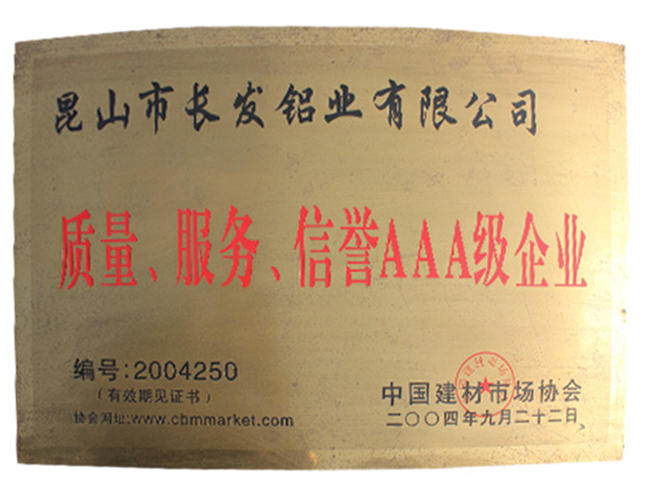 昆山市长发铝业有限公司
质量、服务、信誉AAA级企业
编号:2004250
(有效期见证书)
协会网址:www.cbmmarket.com
中国建材市场协会
二〇〇四年九月二十二日